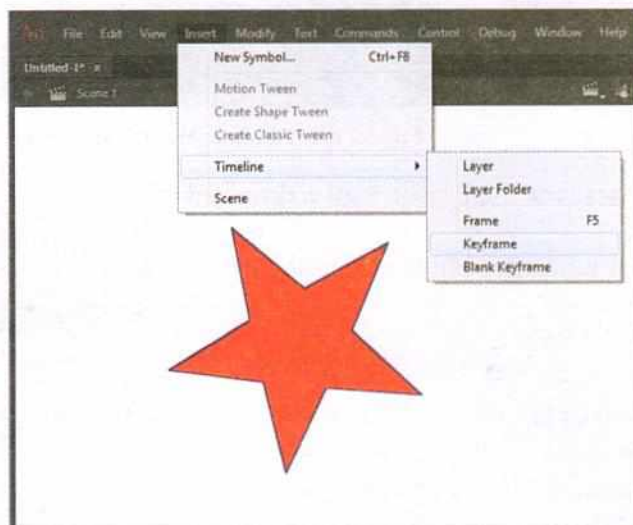 An File Edit View Insert Modify Text Commands Control Debug Window Help
Untitled-1* x
Scene 1
New Symbol... Ctrl+F8
Motion Tween
Create Shape Tween
Create Classic Tween
Timeline
Scene
Layer
Layer Folder
Frame F5
Keyframe
Blank Keyframe